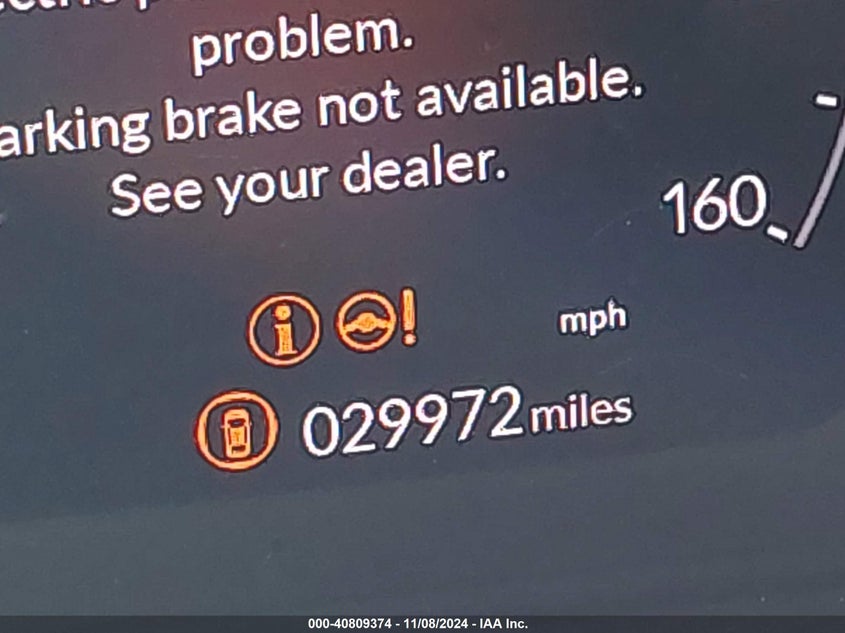 problem.
arking brake not available.
See your dealer.
160
mph
029972 miles
000-40809374 - 11/08/2024 - IAA Inc.